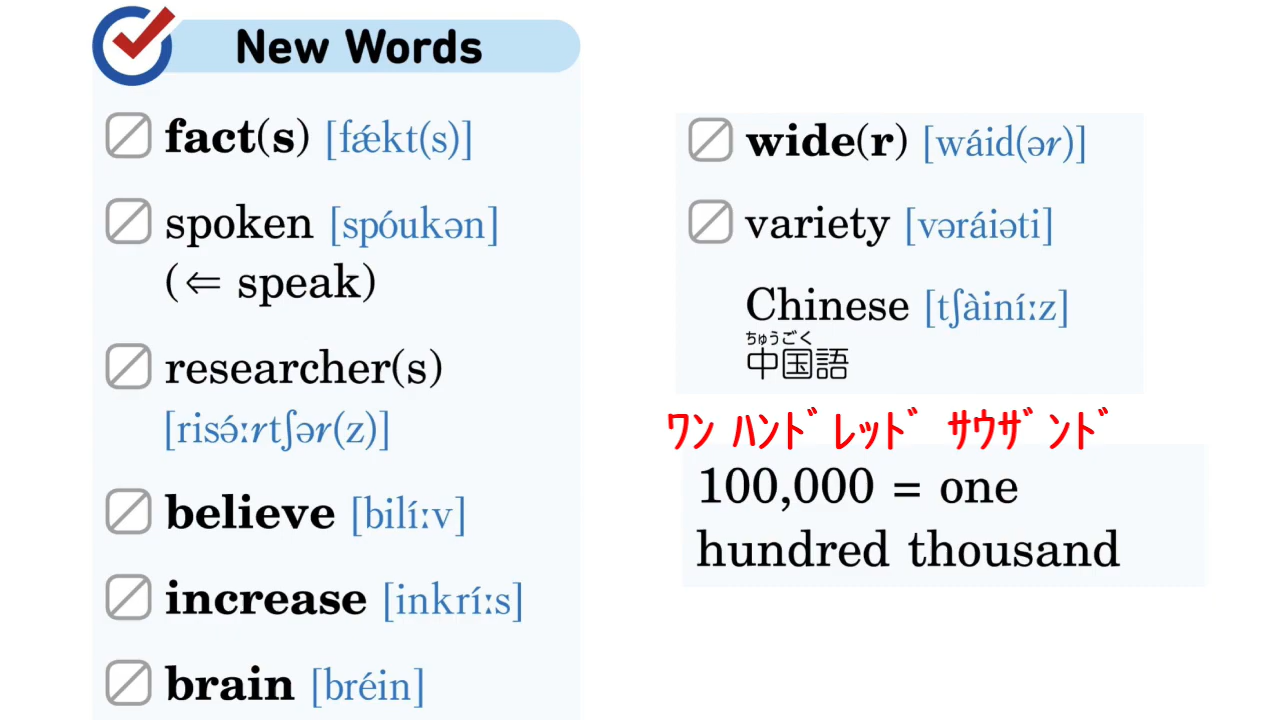 New Words
fact(s) [fǽkt(s)]
spoken [spóukən]
(⇐ speak)
researcher(s)
[risə́ːrtʃər(z)]
believe [bilíːv]
increase [inkríːs]
brain [bréin]
wide(r) [wáid(ər)]
variety [vəráiəti]
Chinese [tʃàiníːz]
ちゅうごく
中国語
ﾜﾝ ﾊﾝﾄﾞﾚｯﾄﾞ ｻｳｻﾞﾝﾄﾞ
100,000 = one
hundred thousand